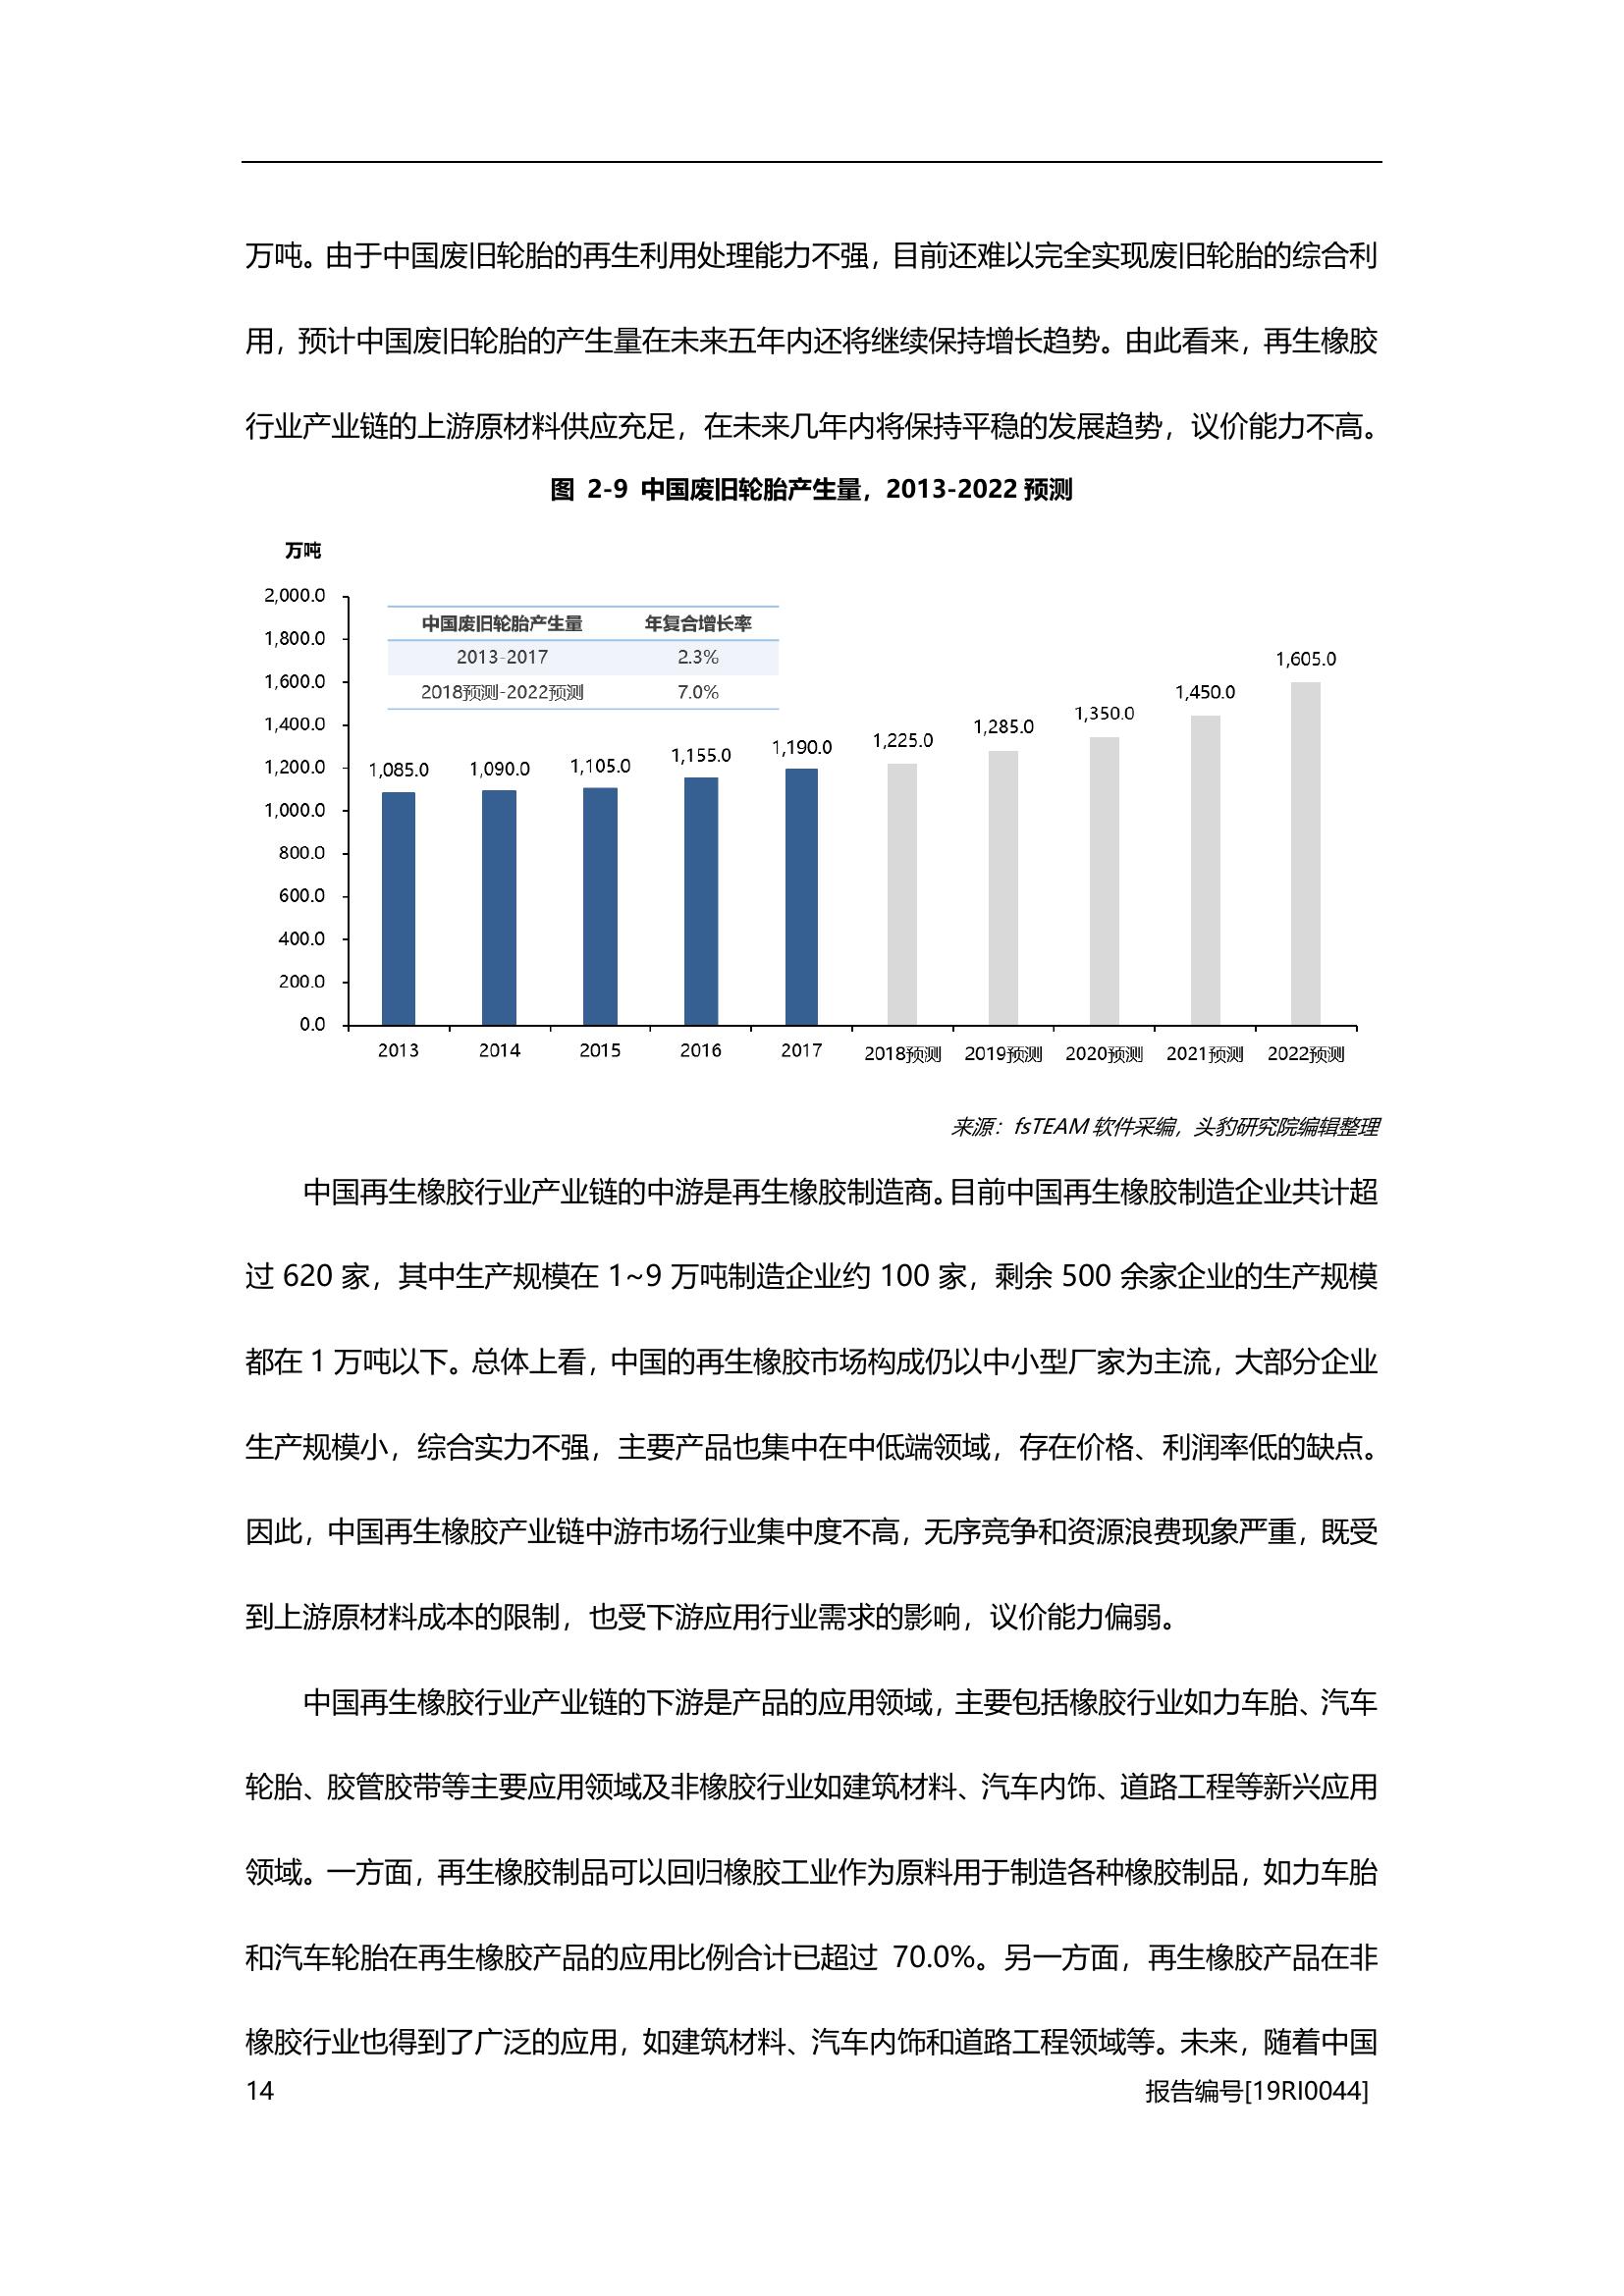 万吨。由于中国废旧轮胎的再生利用处理能力不强，目前还难以完全实现废旧轮胎的综合利
用，预计中国废旧轮胎的产生量在未来五年内还将继续保持增长趋势。由此看来，再生橡胶
行业产业链的上游原材料供应充足，在未来几年内将保持平稳的发展趋势，议价能力不高。
图 2-9 中国废旧轮胎产生量，2013-2022 预测
万吨
2,000.0
1,800.0
1,600.0
1,400.0
1,200.0
1,000.0
800.0
600.0
400.0
200.0
0.0
中国废旧轮胎产生量 年复合增长率
2013-2017 2.3%
2018预测-2022预测 7.0%
1,085.0 1,090.0 1,105.0 1,155.0 1,190.0 1,225.0 1,285.0 1,350.0 1,450.0 1,605.0
2013 2014 2015 2016 2017 2018预测 2019预测 2020预测 2021预测 2022预测
来源：fsTEAM 软件采编，头豹研究院编辑整理
中国再生橡胶行业产业链的中游是再生橡胶制造商。目前中国再生橡胶制造企业共计超
过 620 家，其中生产规模在 1~9 万吨制造企业约 100 家，剩余 500 余家企业的生产规模
都在 1 万吨以下。总体上看，中国的再生橡胶市场构成仍以中小型厂家为主流，大部分企业
生产规模小，综合实力不强，主要产品也集中在中低端领域，存在价格、利润率低的缺点。
因此，中国再生橡胶产业链中游市场行业集中度不高，无序竞争和资源浪费现象严重，既受
到上游原材料成本的限制，也受下游应用行业需求的影响，议价能力偏弱。
中国再生橡胶行业产业链的下游是产品的应用领域，主要包括橡胶行业如力车胎、汽车
轮胎、胶管胶带等主要应用领域及非橡胶行业如建筑材料、汽车内饰、道路工程等新兴应用
领域。一方面，再生橡胶制品可以回归橡胶工业作为原料用于制造各种橡胶制品，如力车胎
和汽车轮胎在再生橡胶产品的应用比例合计已超过 70.0%。另一方面，再生橡胶产品在非
橡胶行业也得到了广泛的应用，如建筑材料、汽车内饰和道路工程领域等。未来，随着中国
14 报告编号[19RI0044]